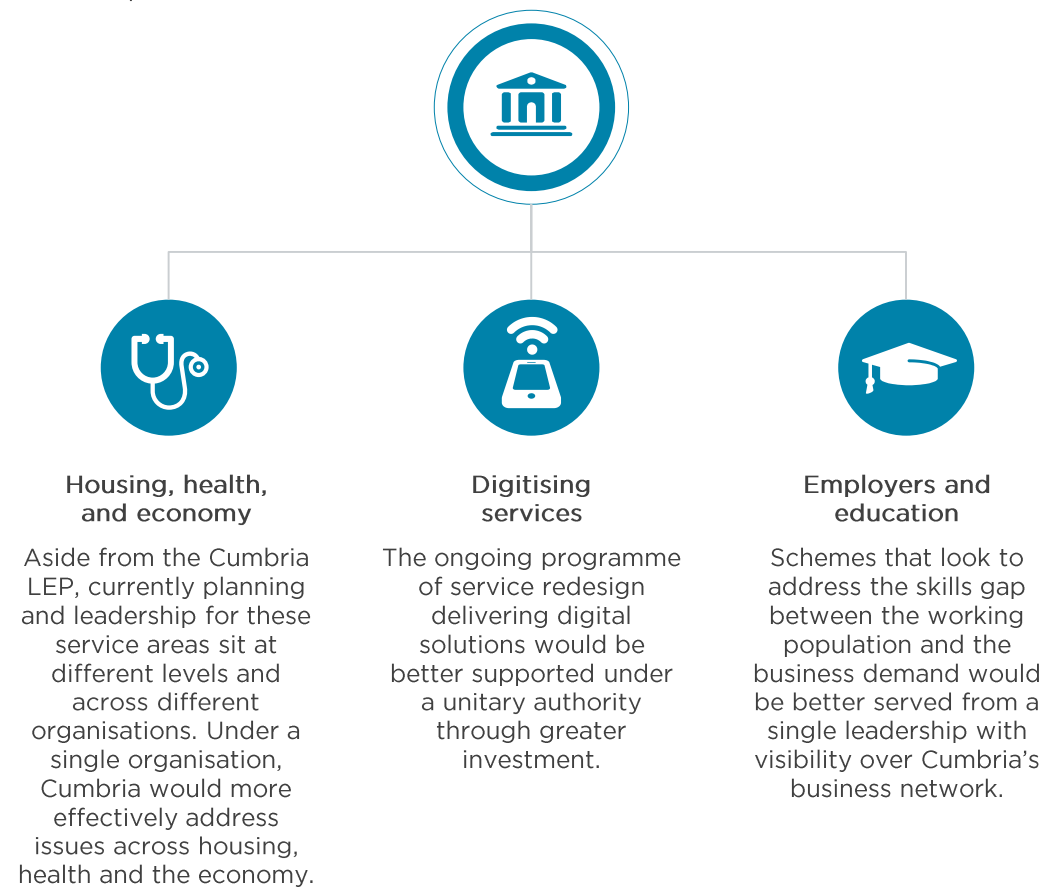 Housing, health,
and economy
Aside from the Cumbria
LEP, currently planning
and leadership for these
service areas sit at
different levels and
across different
organisations. Under a
single organisation,
Cumbria would more
effectively address
issues across housing,
health and the economy.
Digitising
services
The ongoing programme
of service redesign
delivering digital
solutions would be
better supported under
a unitary authority
through greater
investment.
Employers and
education
Schemes that look to
address the skills gap
between the working
population and the
business demand would
be better served from a
single leadership with
visibility over Cumbria’s
business network.